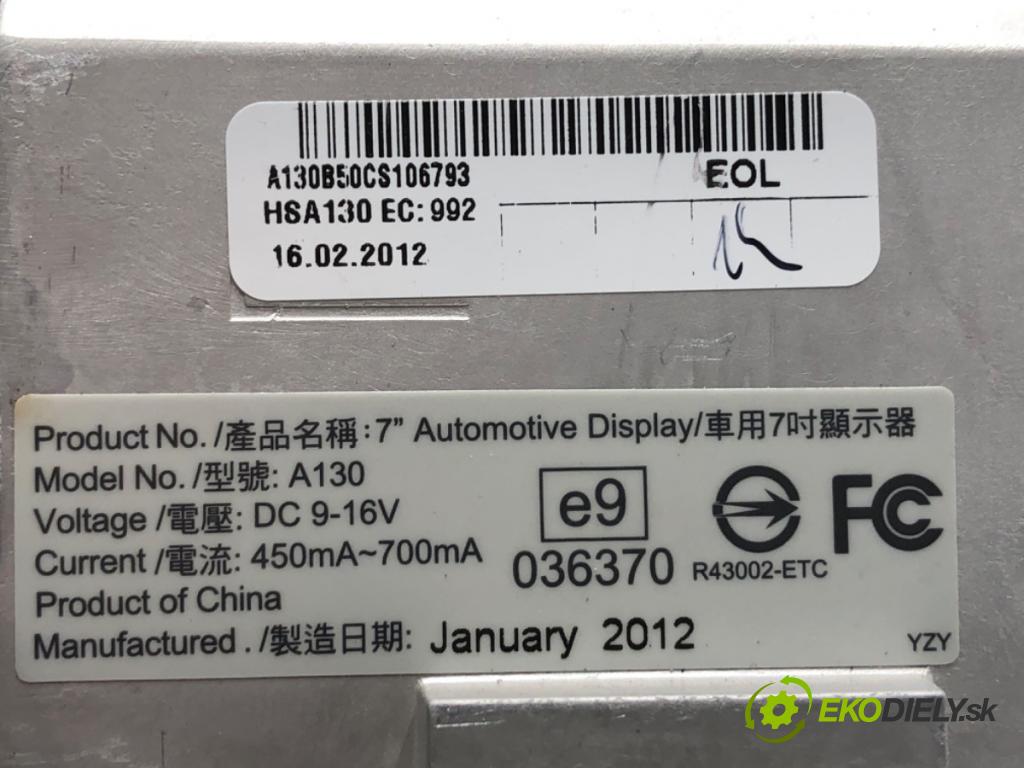 A130B50CS106793
EOL
HSA130 EC: 992
16.02.2012
Product No. /產品名稱：7” Automotive Display/車用7吋顯示器
Model No. /型號: A130
Voltage /電壓: DC 9-16V
Current /電流: 450mA~700mA
e9
036370
R43002-ETC
FC
Product of China
Manufactured . /製造日期: January 2012
YZY
EKODIELY.sk